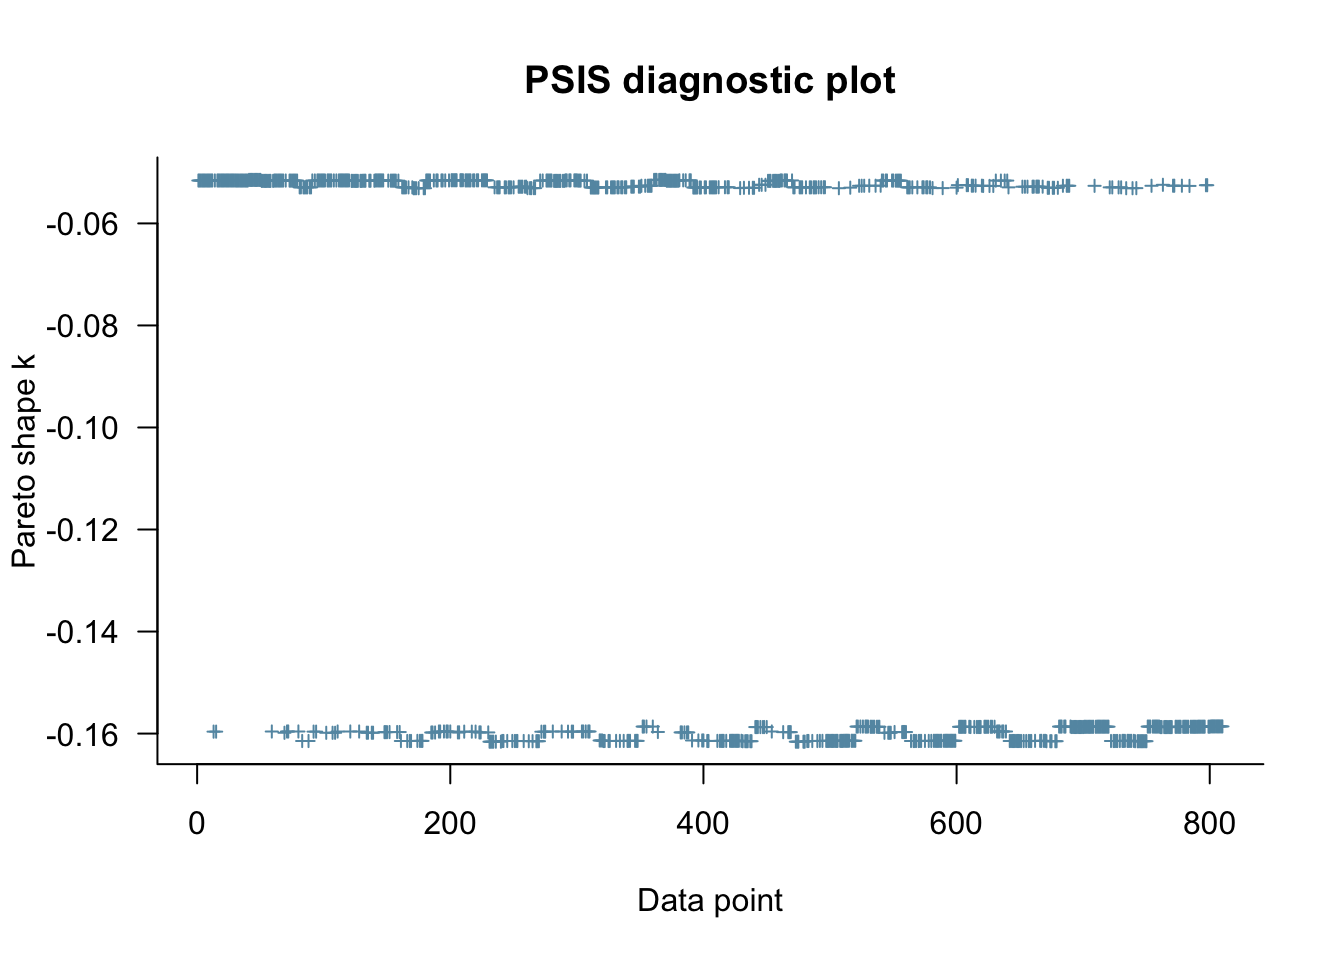 PSIS diagnostic plot
Pareto shape k
-0.06
-0.08
-0.10
-0.12
-0.14
-0.16
0 200 400 600 800
Data point